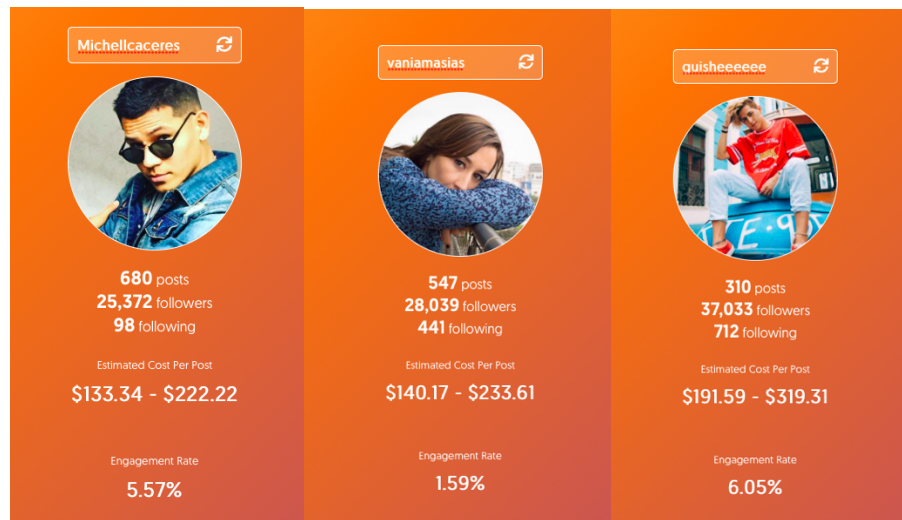 Michellcaceres
680 posts
25,372 followers
98 following
Estimated Cost Per Post
$133.34 - $222.22
Engagement Rate
5.57%
vaniamasias
547 posts
28,039 followers
441 following
Estimated Cost Per Post
$140.17 - $233.61
Engagement Rate
1.59%
quisheeeeee
310 posts
37,033 followers
712 following
Estimated Cost Per Post
$191.59 - $319.31
Engagement Rate
6.05%